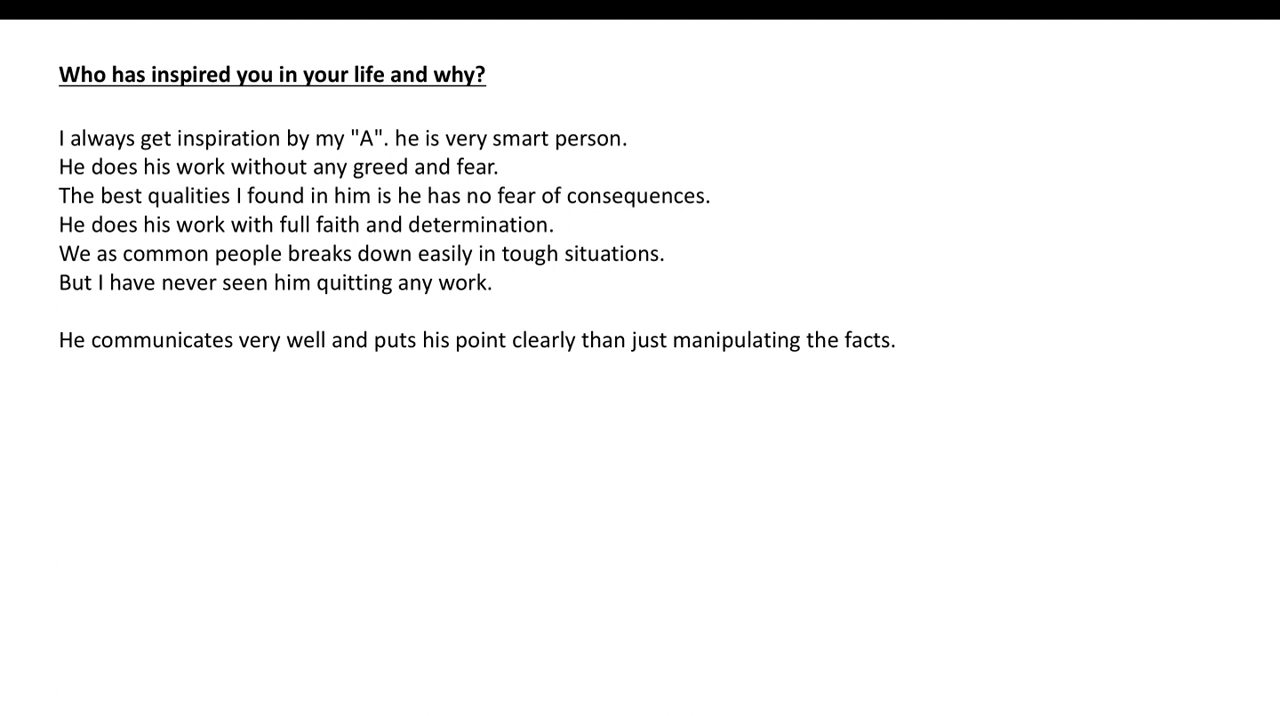 Who has inspired you in your life and why?
I always get inspiration by my "A". he is very smart person.
He does his work without any greed and fear.
The best qualities I found in him is he has no fear of consequences.
He does his work with full faith and determination.
We as common people breaks down easily in tough situations.
But I have never seen him quitting any work.
He communicates very well and puts his point clearly than just manipulating the facts.